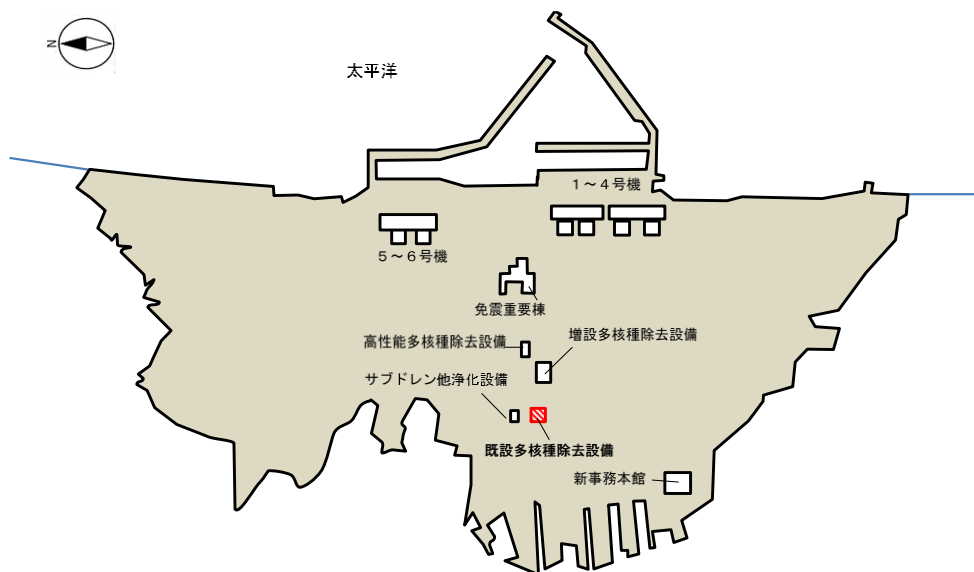 N
太平洋
1~4号機
5~6号機
免震重要棟
高性能多核種除去設備
増設多核種除去設備
サブドレン他浄化設備
既設多核種除去設備
新事務本館